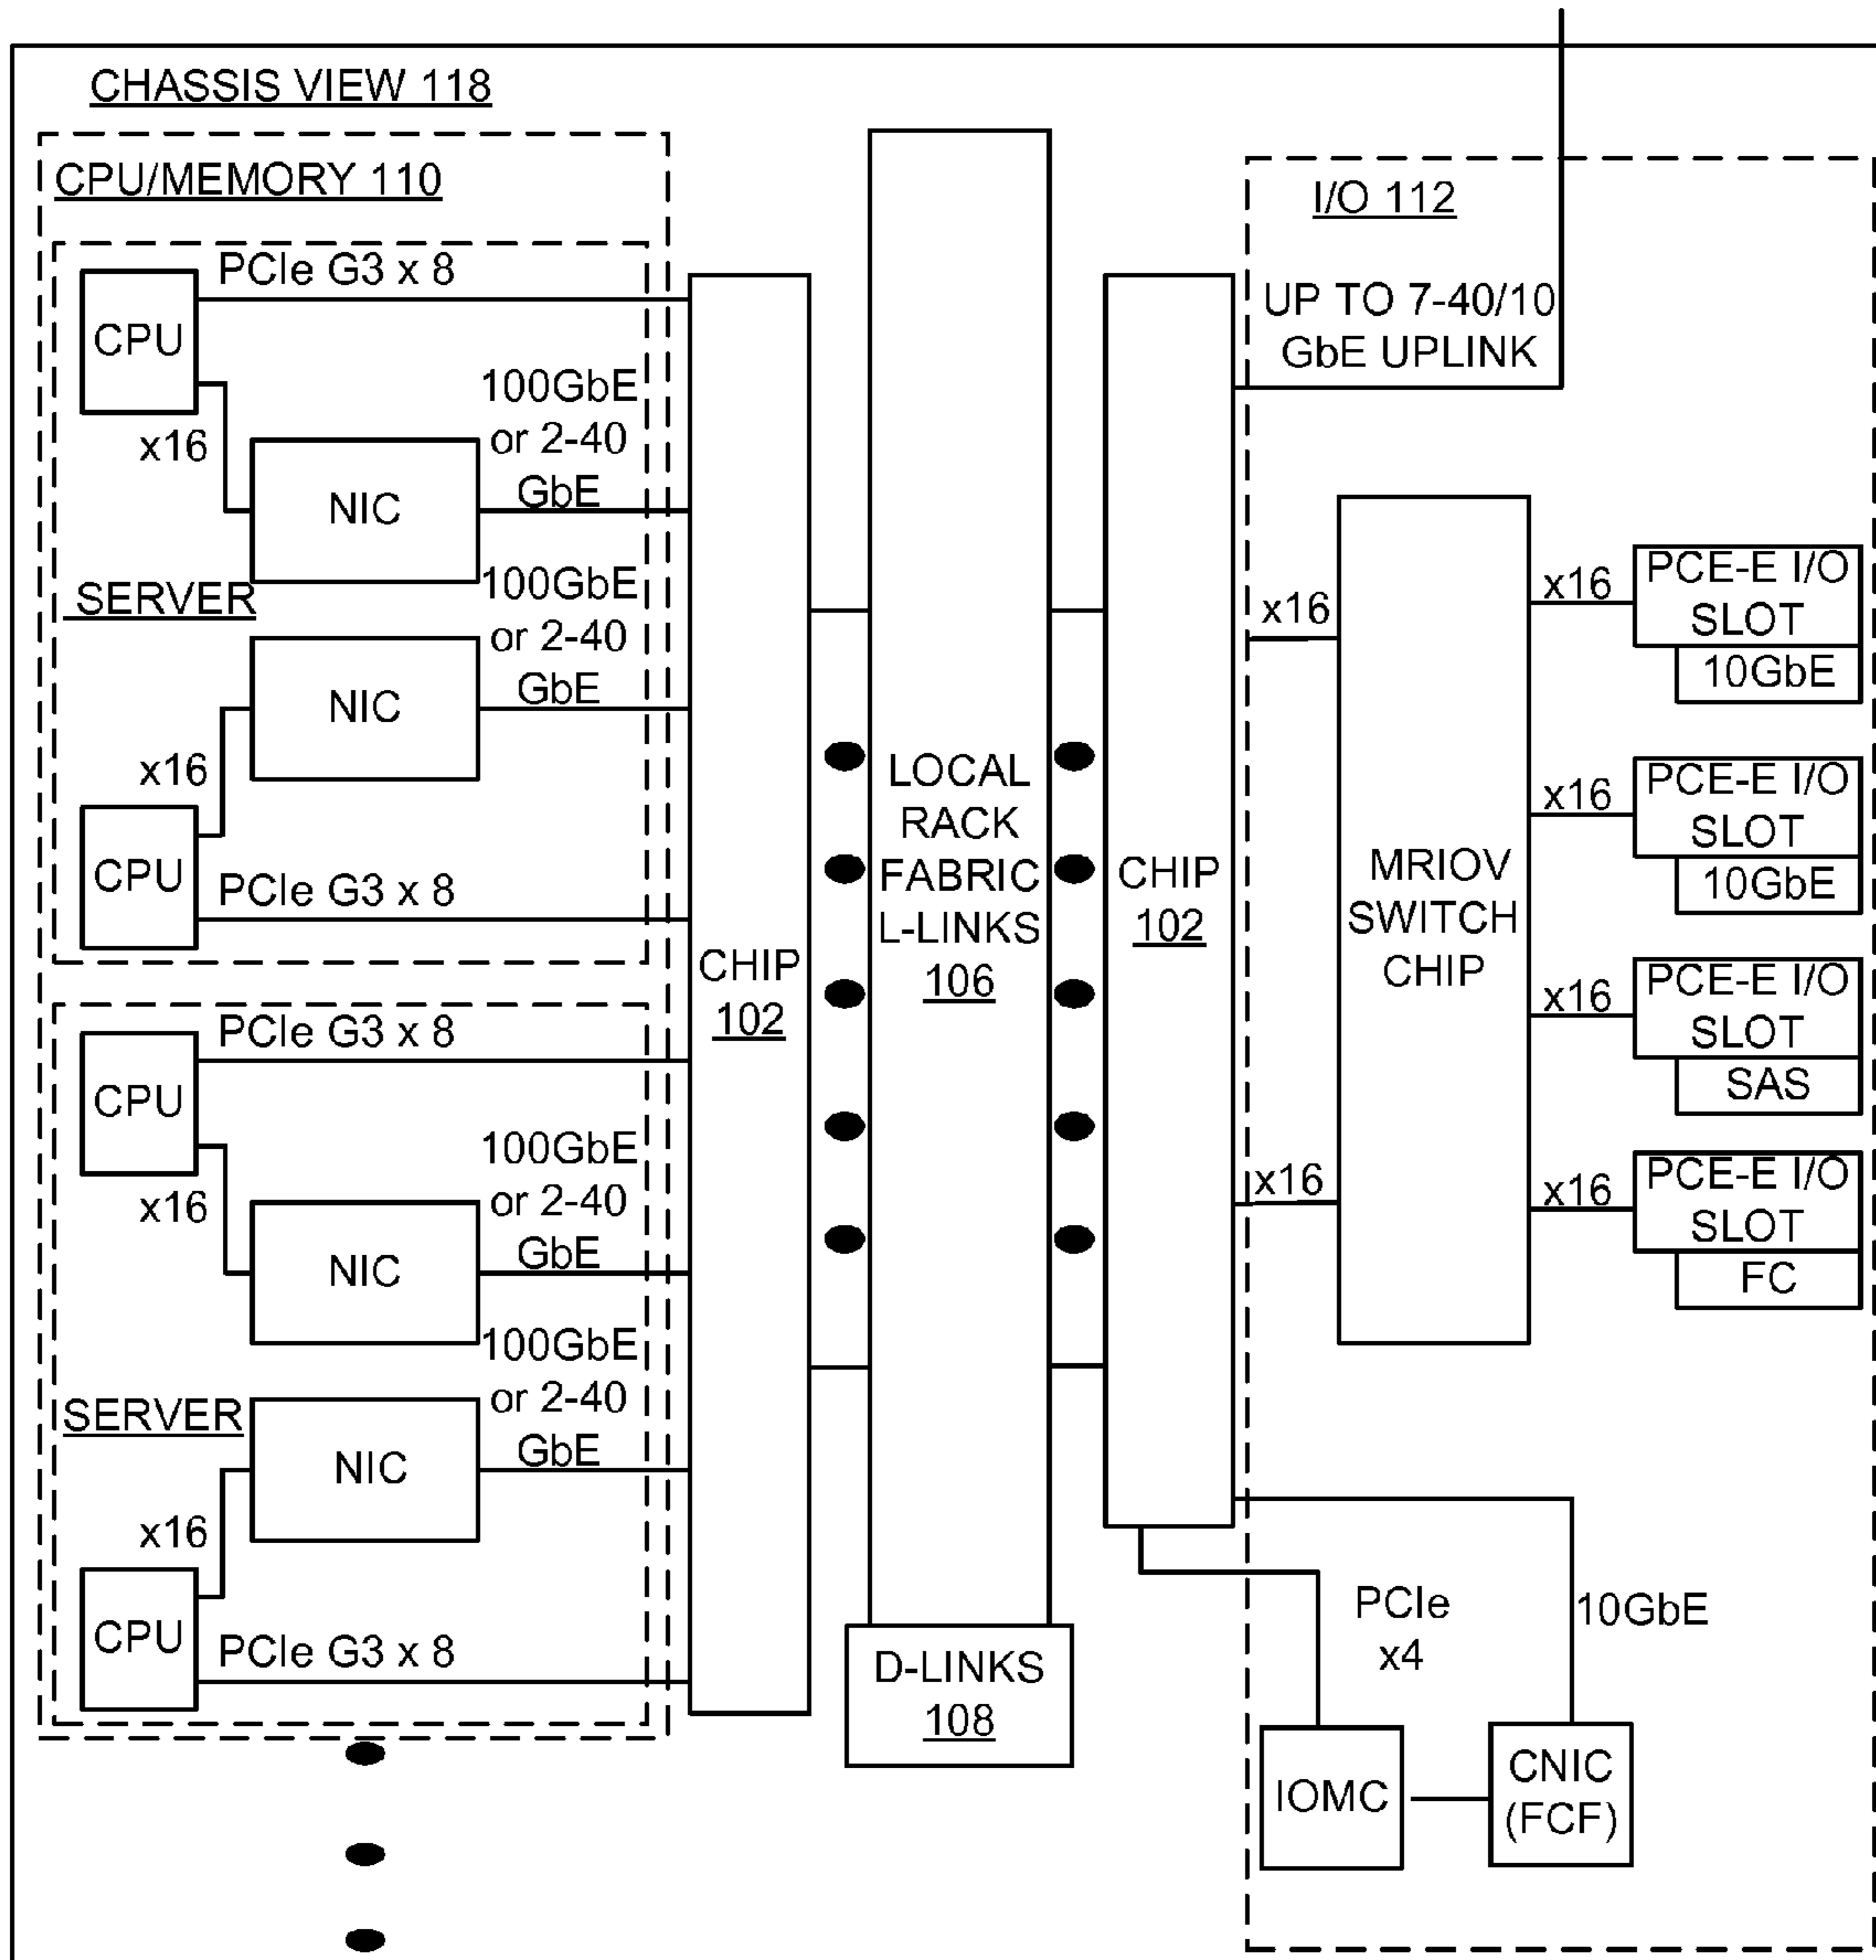 CHASSIS VIEW 118
CPU/MEMORY 110
PCIe G3 x 8
CPU
x16
100GbE
or 2-40
GbE
NIC
SERVER
100GbE
or 2-40
GbE
NIC
x16
CPU
PCIe G3 x 8
PCIe G3 x 8
CPU
x16
100GbE
or 2-40
GbE
NIC
SERVER
100GbE
or 2-40
GbE
NIC
x16
CPU
PCIe G3 x 8
CHIP
102
LOCAL
RACK
FABRIC
L-LINKS
106
D-LINKS
108
CHIP
102
I/O 112
UP TO 7-40/10
GbE UPLINK
x16
x16
MRIOV
SWITCH
CHIP
x16
PCE-E I/O
SLOT
10GbE
x16
PCE-E I/O
SLOT
10GbE
x16
PCE-E I/O
SLOT
SAS
x16
PCE-E I/O
SLOT
FC
PCIe
x4
10GbE
IOMC
CNIC
(FCF)